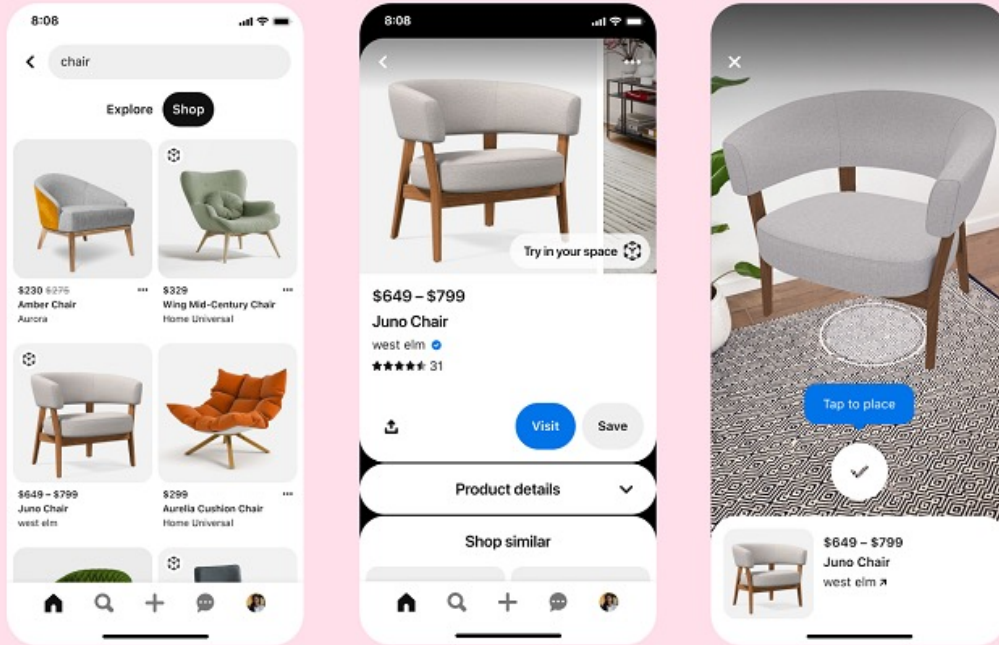 8:08
chair
Explore Shop
$230 $275
Amber Chair
Aurora
$329
Wing Mid-Century Chair
Home Universal
$649 – $799
Juno Chair
west elm
$299
Aurelia Cushion Chair
Home Universal
8:08
Try in your space
$649 – $799
Juno Chair
west elm
31
Visit Save
Product details
Shop similar
Tap to place
$649 – $799
Juno Chair
west elm